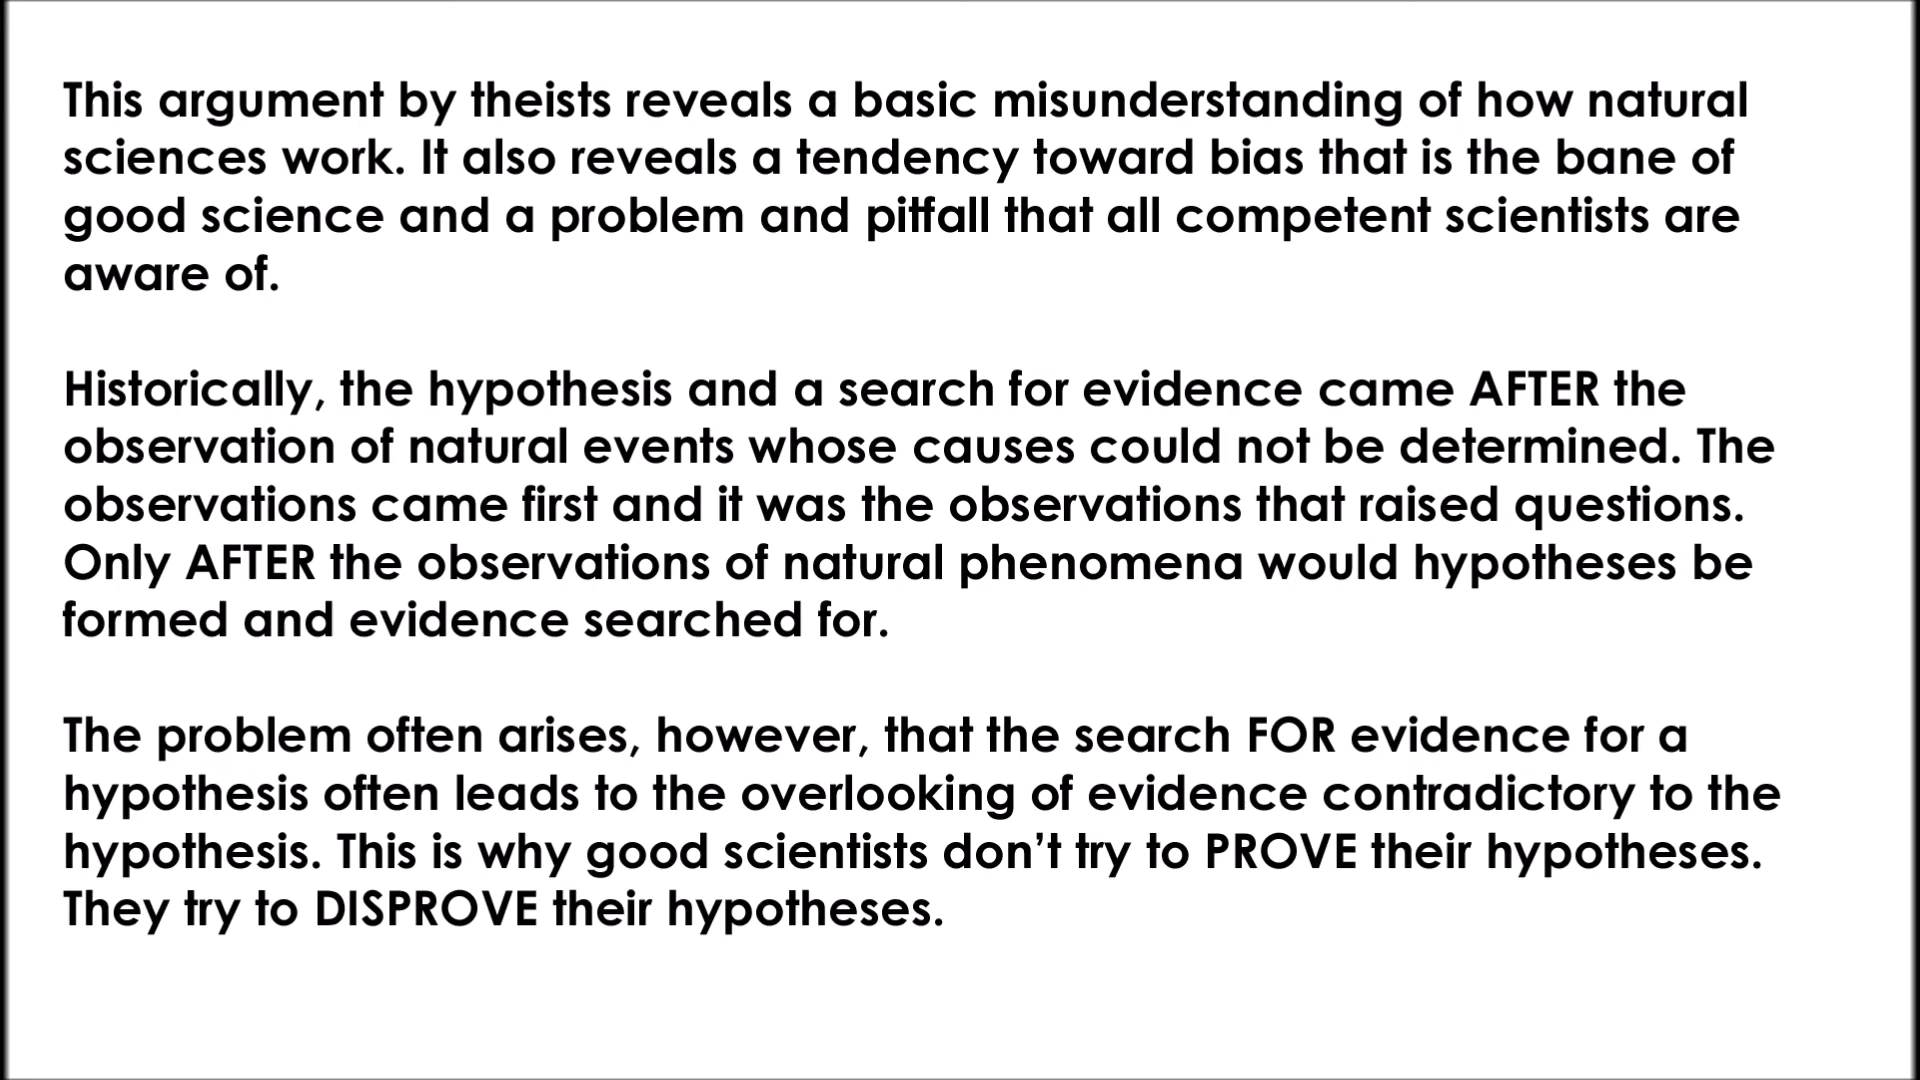 This argument by theists reveals a basic misunderstanding of how natural
sciences work. It also reveals a tendency toward bias that is the bane of
good science and a problem and pitfall that all competent scientists are
aware of.
Historically, the hypothesis and a search for evidence came AFTER the
observation of natural events whose causes could not be determined. The
observations came first and it was the observations that raised questions.
Only AFTER the observations of natural phenomena would hypotheses be
formed and evidence searched for.
The problem often arises, however, that the search FOR evidence for a
hypothesis often leads to the overlooking of evidence contradictory to the
hypothesis. This is why good scientists don’t try to PROVE their hypotheses.
They try to DISPROVE their hypotheses.